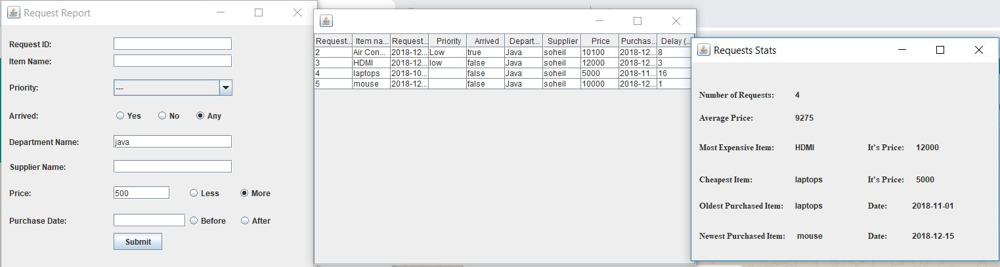 Request Report
Request ID:
Item Name:
Priority: ---
Arrived: Yes No Any
Department Name: java
Supplier Name:
Price: 500 Less More
Purchase Date: Before After
Submit
Request... Item na... Request... Priority Arrived Depart... Supplier Price Purchas... Delay (...
2 Air Con... 2018-12... Low true Java soheil 10100 2018-12... 8
3 HDMI 2018-12... low false Java soheil 12000 2018-12... 3
4 laptops 2018-10... false Java soheil 5000 2018-11... 16
5 mouse 2018-12... false Java soheil 10000 2018-12... 1
Requests Stats
Number of Requests: 4
Average Price: 9275
Most Expensive Item: HDMI It's Price: 12000
Cheapest Item: laptops It's Price: 5000
Oldest Purchased Item: laptops Date: 2018-11-01
Newest Purchased Item: mouse Date: 2018-12-15